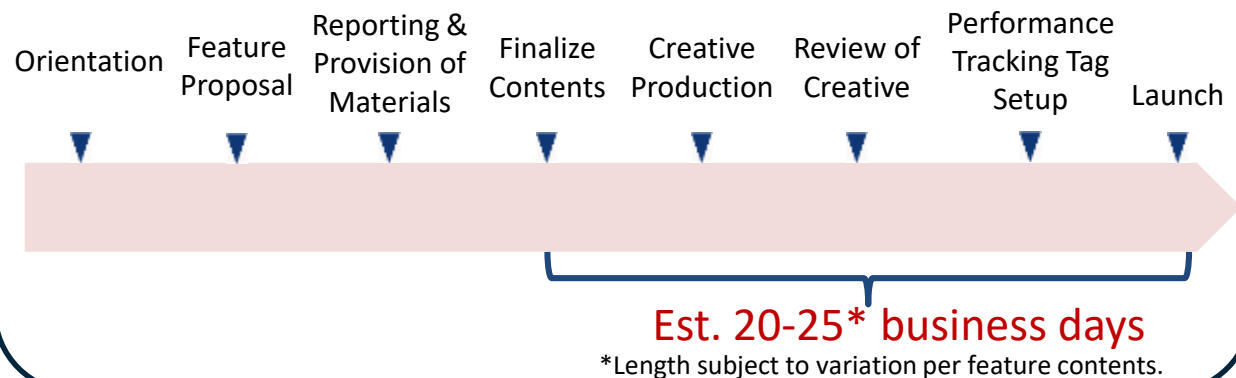 Orientation
Feature
Proposal
Reporting &
Provision of
Materials
Finalize
Contents
Creative
Production
Review of
Creative
Performance
Tracking Tag
Setup
Launch
Est. 20-25* business days
*Length subject to variation per feature contents.